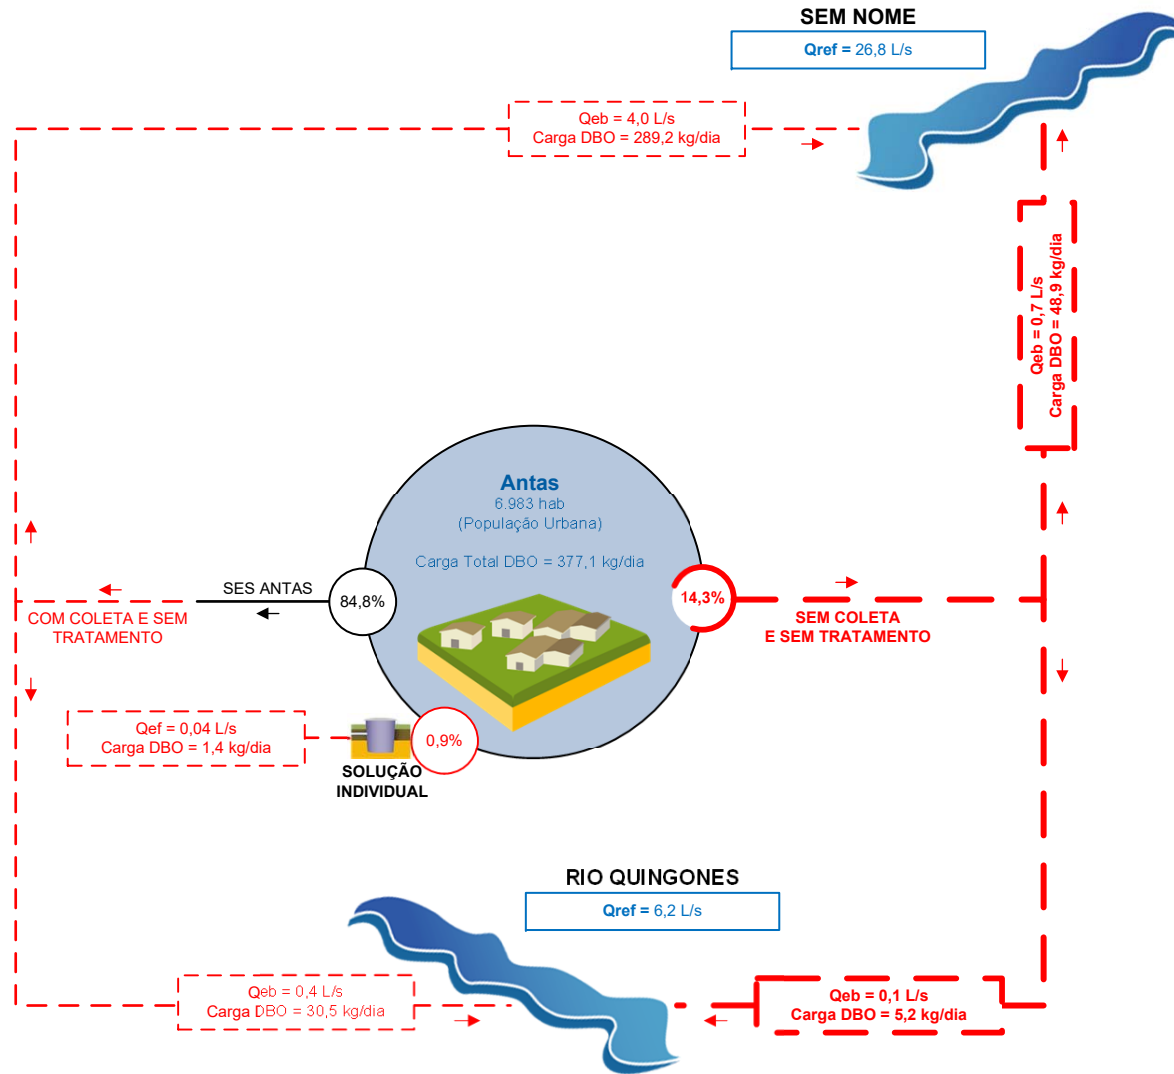 SEM NOME
Qref = 26,8 L/s
Qeb = 4,0 L/s
Carga DBO = 289,2 kg/dia
Qeb = 0,7 L/s
Carga DBO = 48,9 kg/dia
Antas
6.983 hab
(População Urbana)
Carga Total DBO = 377,1 kg/dia
SES ANTAS
84,8%
14,3%
COM COLETA E SEM
TRATAMENTO
SEM COLETA
E SEM TRATAMENTO
Qef = 0,04 L/s
Carga DBO = 1,4 kg/dia
0,9%
SOLUÇÃO
INDIVIDUAL
RIO QUINGONES
Qref = 6,2 L/s
Qeb = 0,4 L/s
Carga DBO = 30,5 kg/dia
Qeb = 0,1 L/s
Carga DBO = 5,2 kg/dia